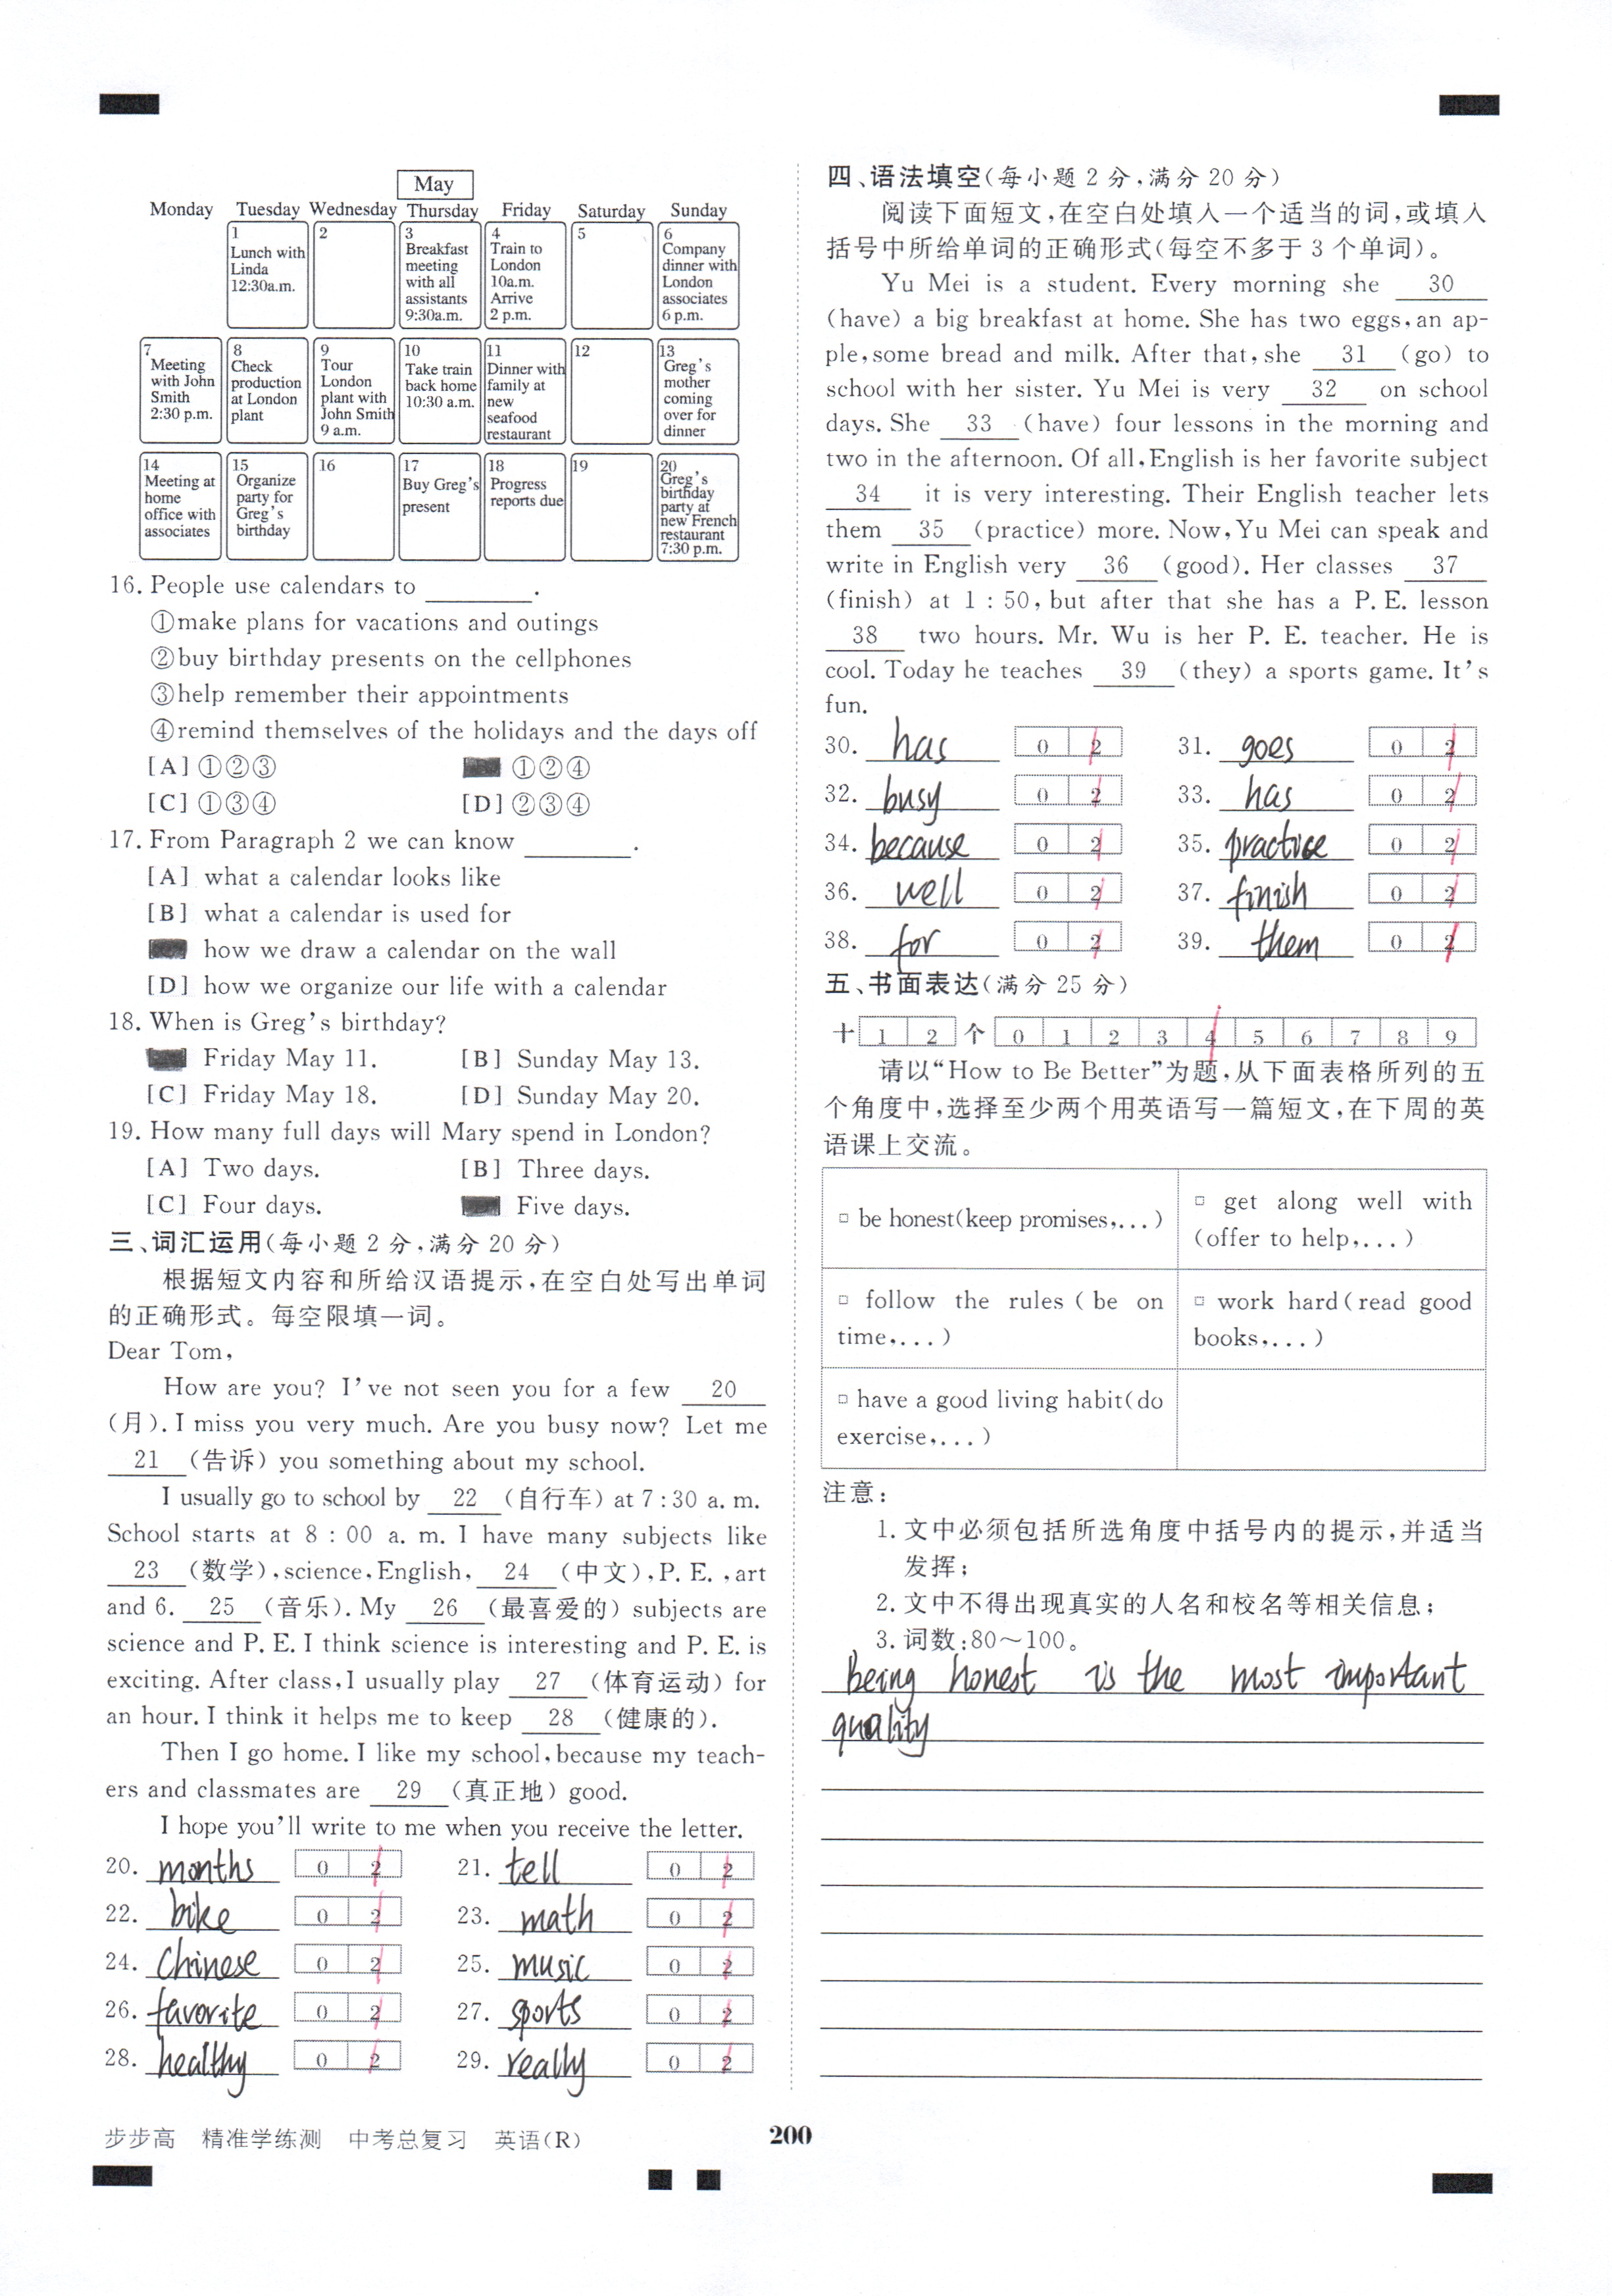 May
Monday Tuesday Wednesday Thursday Friday Saturday Sunday
1 Lunch with Linda 12:30a.m.
2
3 Breakfast meeting with all assistants 9:30a.m.
4 Train to London 10a.m. Arrive 2 p.m.
5
6 Company dinner with London associates 6 p.m.
7 Meeting with John Smith 2:30 p.m.
8 Check production at London plant
9 Tour London plant with John Smith 9 a.m.
10 Take train back home 10:30 a.m.
11 Dinner with family at new seafood restaurant
12
13 Greg's mother coming over for dinner
14 Meeting at home office with associates
15 Organize party for Greg's birthday
16
17 Buy Greg's present
18 Progress reports due
19
20 Greg's birthday party at new French restaurant 7:30 p.m.
16. People use calendars to ________.
①make plans for vacations and outings
②buy birthday presents on the cellphones
③help remember their appointments
④remind themselves of the holidays and the days off
[A] ①②③ ①②④
[C] ①③④ [D] ②③④
17. From Paragraph 2 we can know ________.
[A] what a calendar looks like
[B] what a calendar is used for
how we draw a calendar on the wall
[D] how we organize our life with a calendar
18. When is Greg's birthday?
Friday May 11. [B] Sunday May 13.
[C] Friday May 18. [D] Sunday May 20.
19. How many full days will Mary spend in London?
[A] Two days. [B] Three days.
[C] Four days. Five days.
三、词汇运用(每小题 2 分,满分 20 分)
根据短文内容和所给汉语提示,在空白处写出单词
的正确形式。每空限填一词。
Dear Tom,
How are you? I've not seen you for a few 20
(月). I miss you very much. Are you busy now? Let me
21 (告诉) you something about my school.
I usually go to school by 22 (自行车) at 7:30 a. m.
School starts at 8 : 00 a. m. I have many subjects like
23 (数学), science, English, 24 (中文), P. E. , art
and 6. 25 (音乐). My 26 (最喜爱的) subjects are
science and P. E. I think science is interesting and P. E. is
exciting. After class, I usually play 27 (体育运动) for
an hour. I think it helps me to keep 28 (健康的).
Then I go home. I like my school, because my teach-
ers and classmates are 29 (真正地) good.
I hope you'll write to me when you receive the letter.
20. months 0 2 21. tell 0 2
22. bike 0 2 23. math 0 2
24. Chinese 0 2 25. music 0 2
26. favorite 0 2 27. sports 0 2
28. healthy 0 2 29. really 0 2
四、语法填空(每小题 2 分,满分 20 分)
阅读下面短文,在空白处填入一个适当的词,或填入
括号中所给单词的正确形式(每空不多于 3 个单词)。
Yu Mei is a student. Every morning she 30
(have) a big breakfast at home. She has two eggs, an ap-
ple, some bread and milk. After that, she 31 (go) to
school with her sister. Yu Mei is very 32 on school
days. She 33 (have) four lessons in the morning and
two in the afternoon. Of all, English is her favorite subject
34 it is very interesting. Their English teacher lets
them 35 (practice) more. Now, Yu Mei can speak and
write in English very 36 (good). Her classes 37
(finish) at 1 : 50, but after that she has a P. E. lesson
38 two hours. Mr. Wu is her P. E. teacher. He is
cool. Today he teaches 39 (they) a sports game. It's
fun.
30. has 0 2 31. goes 0 2
32. busy 0 2 33. has 0 2
34. because 0 2 35. practice 0 2
36. well 0 2 37. finish 0 2
38. for 0 2 39. them 0 2
五、书面表达(满分 25 分)
十 1 2 个 0 1 2 3 4 5 6 7 8 9
请以“How to Be Better”为题,从下面表格所列的五
个角度中,选择至少两个用英语写一篇短文,在下周的英
语课上交流。
□ be honest(keep promises,...)
□ get along well with
(offer to help,...)
□ follow the rules (be on
time,...)
□ work hard(read good
books,...)
□ have a good living habit(do
exercise,...)
注意:
1. 文中必须包括所选角度中括号内的提示,并适当
发挥;
2. 文中不得出现真实的人名和校名等相关信息;
3. 词数:80～100。
Being honest is the most important
quality
步步高 精准学练测 中考总复习 英语(R)
200